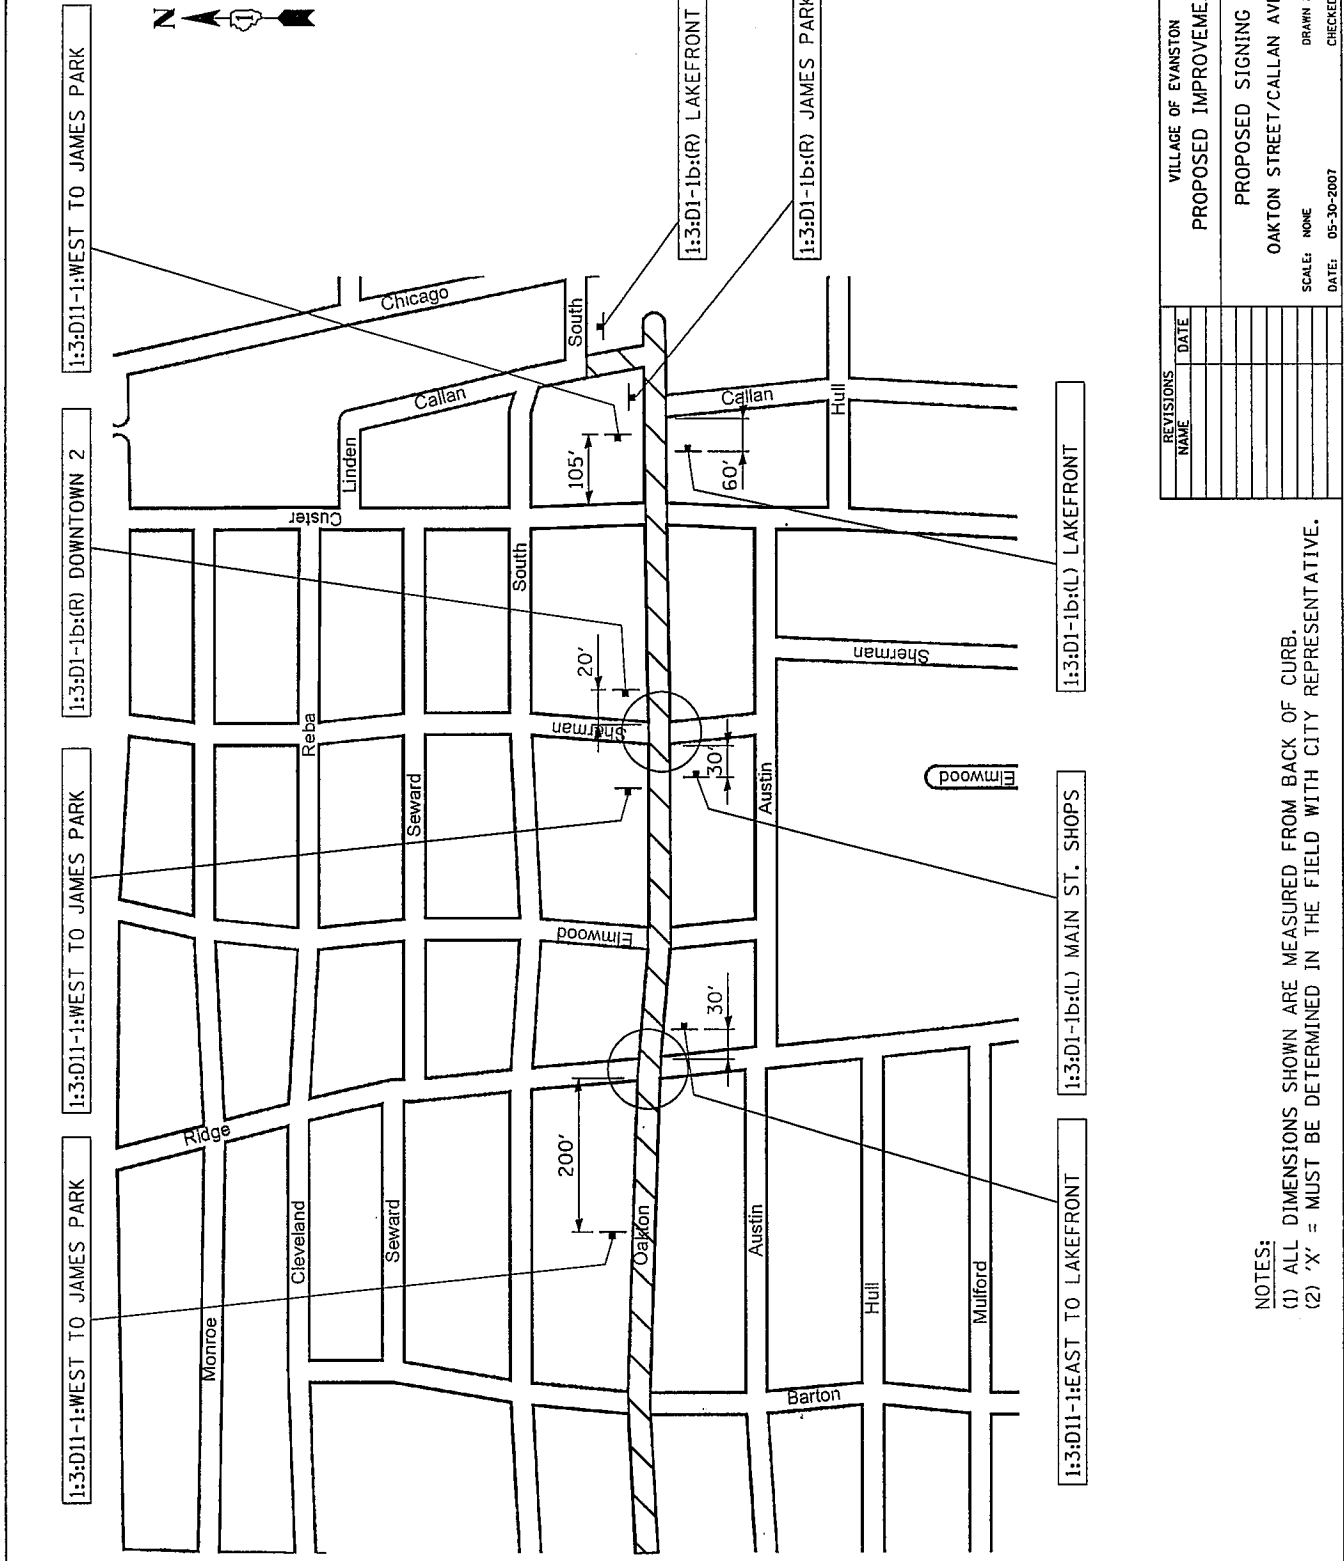 N
1
1:3:D11-1:WEST TO JAMES PARK
1:3:D11-1:WEST TO JAMES PARK
1:3:D1-1b:(R) DOWNTOWN 2
1:3:D11-1:WEST TO JAMES PARK
1:3:D1-1b:(R) LAKEFRONT
1:3:D1-1b:(R) JAMES PARK
Chicago
South
Callan
Linden
Custer
Reba
South
Seward
Sherman
Elmwood
Ridge
Monroe
Cleveland
Seward
Oakton
Callan
Hull
Austin
Sherman
Elmwood
Austin
Hull
Mulford
Barton
105'
60'
20'
30'
30'
200'
1:3:D11-1:EAST TO LAKEFRONT
1:3:D1-1b:(L) MAIN ST. SHOPS
1:3:D1-1b:(L) LAKEFRONT
NOTES:
(1) ALL DIMENSIONS SHOWN ARE MEASURED FROM BACK OF CURB.
(2) 'X' = MUST BE DETERMINED IN THE FIELD WITH CITY REPRESENTATIVE.
REVISIONS
NAME DATE
VILLAGE OF EVANSTON
PROPOSED IMPROVEME
PROPOSED SIGNING
OAKTON STREET/CALLAN AV
SCALE: NONE
DRAWN
DATE: 05-30-2007
CHECKED